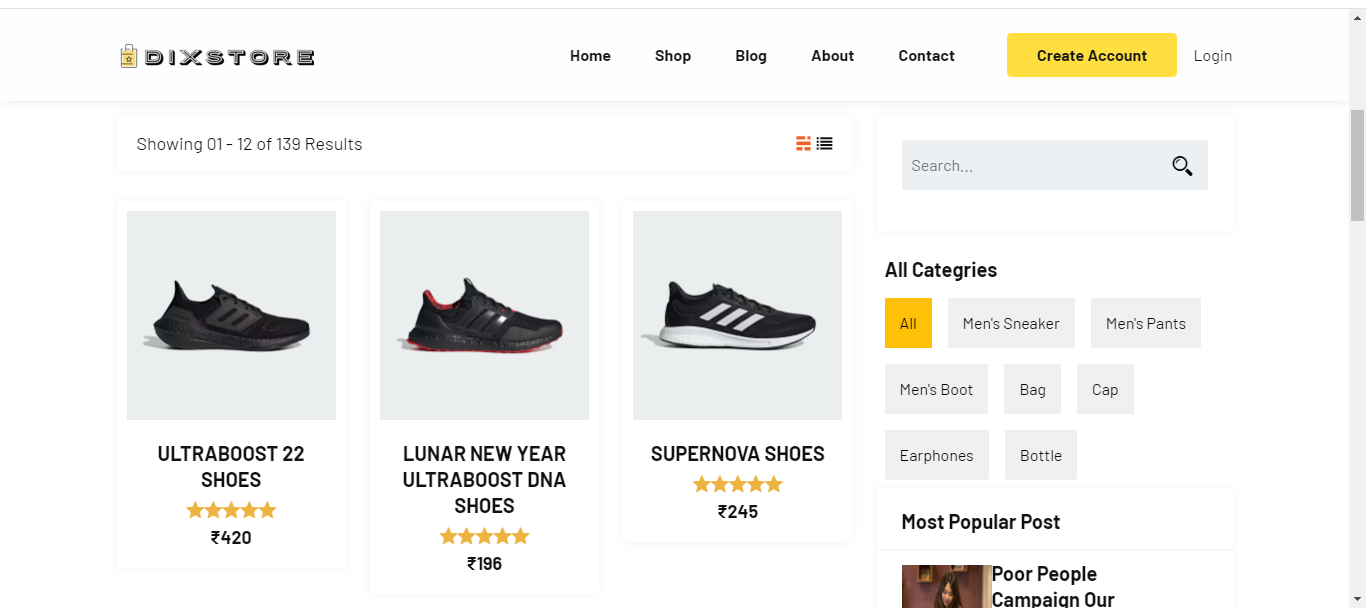 DIXSTORE
Home Shop Blog About Contact Create Account Login
Showing 01 - 12 of 139 Results
ULTRABOOST 22
SHOES
₹420
LUNAR NEW YEAR
ULTRABOOST DNA
SHOES
₹196
SUPERNOVA SHOES
₹245
Search...
All Categries
All Men's Sneaker Men's Pants
Men's Boot Bag Cap
Earphones Bottle
Most Popular Post
Poor People
Campaign Our